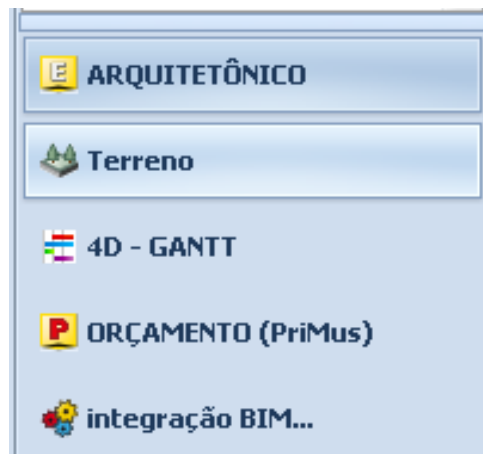 E ARQUITETÔNICO
Terreno
4D - GANTT
P ORÇAMENTO (PriMus)
integração BIM...